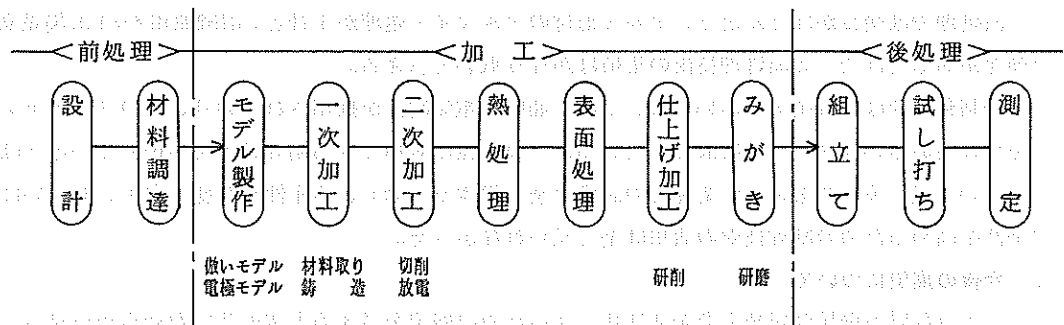 ＜前処理＞ ＜加　工＞ ＜後処理＞
設計
材料調達
モデル製作
一次加工
二次加工
熱処理
表面処理
仕上げ加工
みがき
組立て
試し打ち
測定
倣いモデル 材料取り 切削 研削 研磨
電極モデル 鋳　造 放電